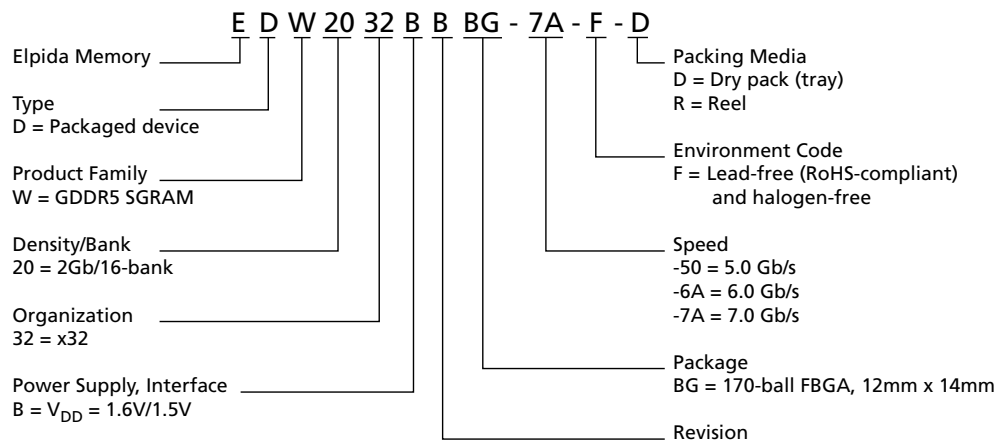 E D W 20 32 B B BG - 7A - F - D
Elpida Memory
Type
D = Packaged device
Product Family
W = GDDR5 SGRAM
Density/Bank
20 = 2Gb/16-bank
Organization
32 = x32
Power Supply, Interface
B = VDD = 1.6V/1.5V
Packing Media
D = Dry pack (tray)
R = Reel
Environment Code
F = Lead-free (RoHS-compliant)
and halogen-free
Speed
-50 = 5.0 Gb/s
-6A = 6.0 Gb/s
-7A = 7.0 Gb/s
Package
BG = 170-ball FBGA, 12mm x 14mm
Revision